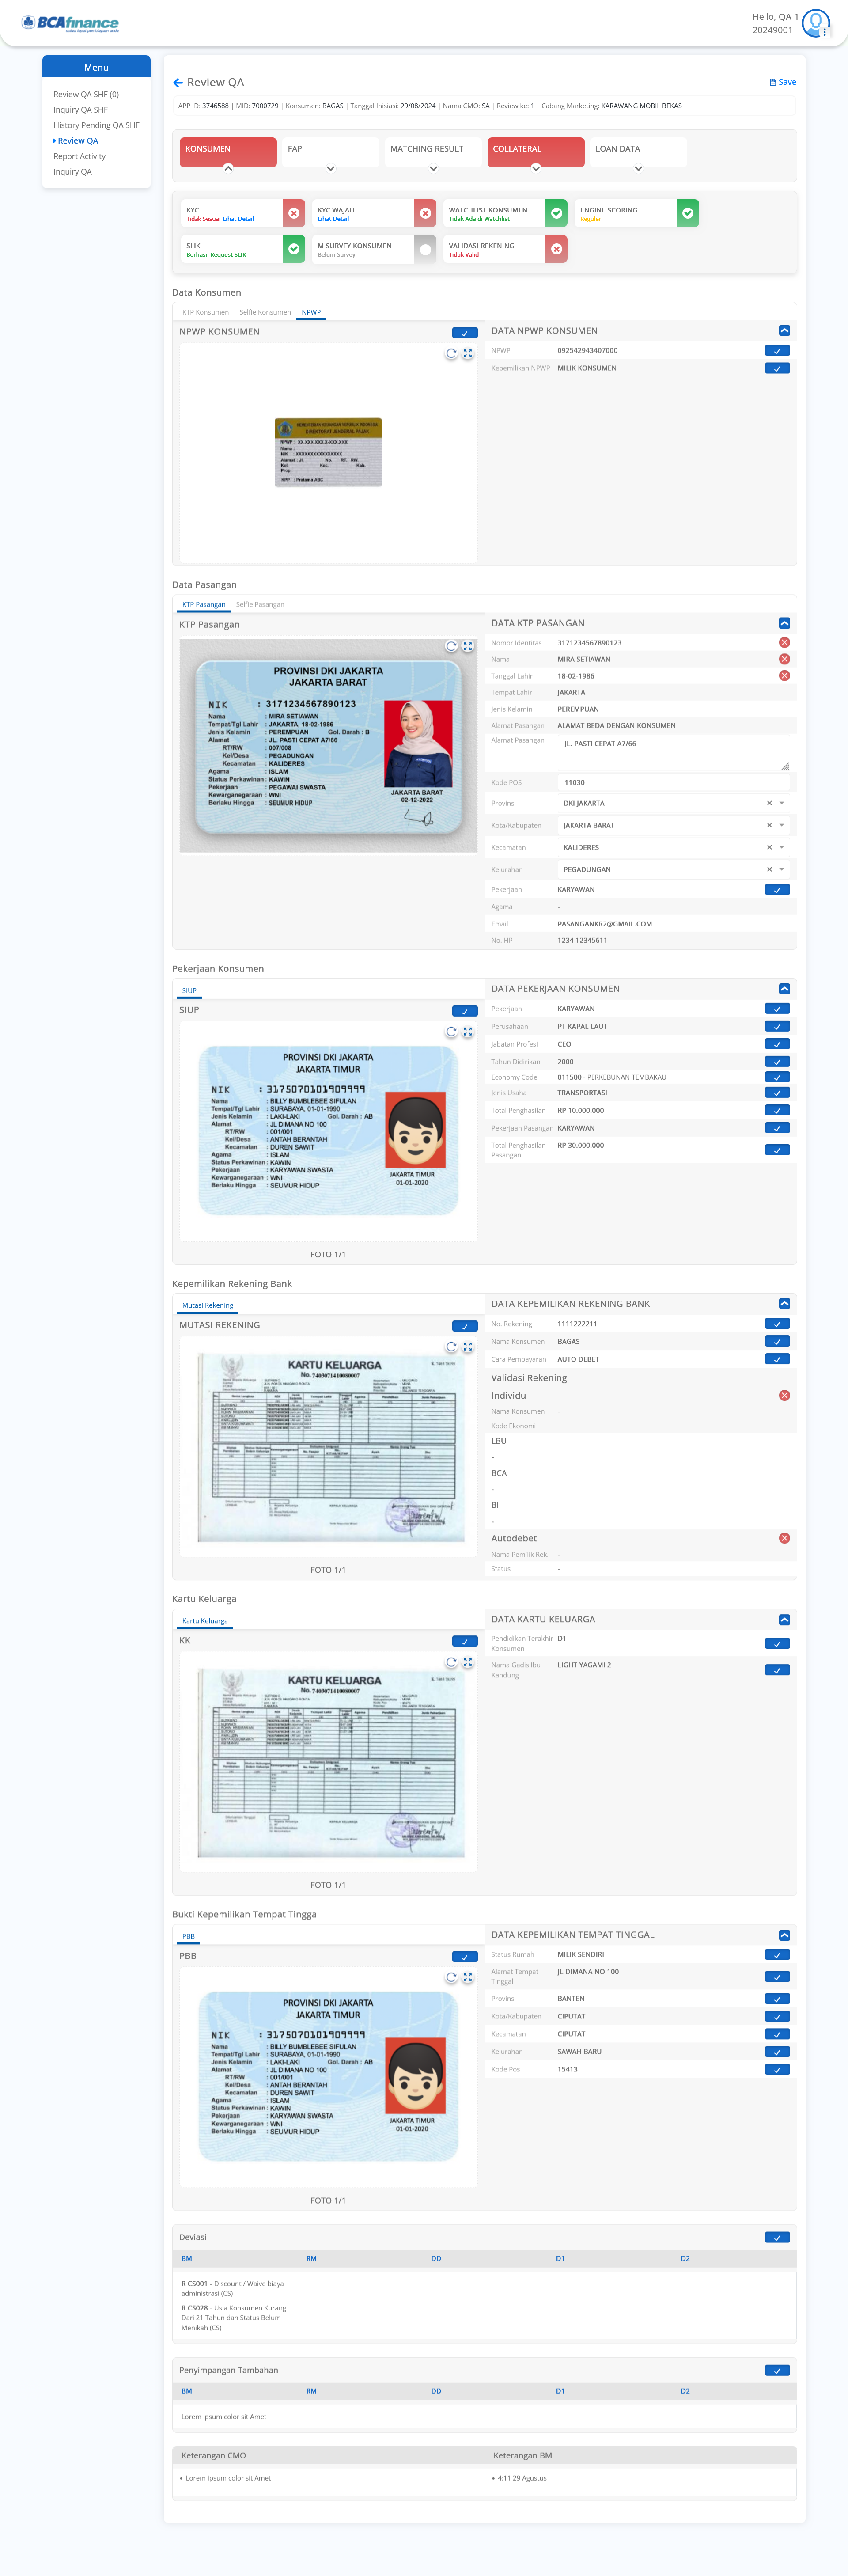 BCAfinance
solusi tepat pembiayaan anda
Hello, QA 1
20249001
Menu
Review QA SHF (0)
Inquiry QA SHF
History Pending QA SHF
Review QA
Report Activity
Inquiry QA
Review QA
Save
APP ID: 3746588 | MID: 7000729 | Konsumen: BAGAS | Tanggal Inisiasi: 29/08/2024 | Nama CMO: SA | Review ke: 1 | Cabang Marketing: KARAWANG MOBIL BEKAS
KONSUMEN
FAP
MATCHING RESULT
COLLATERAL
LOAN DATA
KYC
Tidak Sesuai Lihat Detail
KYC WAJAH
Lihat Detail
WATCHLIST KONSUMEN
Tidak Ada di Watchlist
ENGINE SCORING
Reguler
SLIK
Berhasil Request SLIK
M SURVEY KONSUMEN
Belum Survey
VALIDASI REKENING
Tidak Valid
Data Konsumen
KTP Konsumen Selfie Konsumen NPWP
NPWP KONSUMEN
KEMENTERIAN KEUANGAN REPUBLIK INDONESIA
DIREKTORAT JENDERAL PAJAK
NPWP : XX.XXX.XXX.X-XXX.XXX
Nama :
NIK : XXXXXXXXXXXXXXXX
Alamat : Jl. No. RT. RW.
Kel. Kec. Kab.
Prop.
KPP : Pratama ABC
DATA NPWP KONSUMEN
NPWP 092542943407000
Kepemilikan NPWP MILIK KONSUMEN
Data Pasangan
KTP Pasangan Selfie Pasangan
KTP Pasangan
PROVINSI DKI JAKARTA
JAKARTA BARAT
NIK : 3171234567890123
Nama : MIRA SETIAWAN
Tempat/Tgl Lahir : JAKARTA, 18-02-1986
Jenis Kelamin : PEREMPUAN Gol. Darah : B
Alamat : JL. PASTI CEPAT A7/66
RT/RW : 007/008
Kel/Desa : PEGADUNGAN
Kecamatan : KALIDERES
Agama : ISLAM
Status Perkawinan : KAWIN
Pekerjaan : PEGAWAI SWASTA
Kewarganegaraan : WNI
Berlaku Hingga : SEUMUR HIDUP
JAKARTA BARAT
02-12-2022
DATA KTP PASANGAN
Nomor Identitas 3171234567890123
Nama MIRA SETIAWAN
Tanggal Lahir 18-02-1986
Tempat Lahir JAKARTA
Jenis Kelamin PEREMPUAN
Alamat Pasangan ALAMAT BEDA DENGAN KONSUMEN
Alamat Pasangan JL. PASTI CEPAT A7/66
Kode POS 11030
Provinsi DKI JAKARTA
Kota/Kabupaten JAKARTA BARAT
Kecamatan KALIDERES
Kelurahan PEGADUNGAN
Pekerjaan KARYAWAN
Agama -
Email PASANGANKR2@GMAIL.COM
No. HP 1234 12345611
Pekerjaan Konsumen
SIUP
SIUP
PROVINSI DKI JAKARTA
JAKARTA TIMUR
NIK : 3175070101909999
Nama : BILLY BUMBLEBEE SIFULAN
Tempat/Tgl Lahir : SURABAYA, 01-01-1990
Jenis Kelamin : LAKI-LAKI Gol. Darah : AB
Alamat : JL DIMANA NO 100
RT/RW : 001/001
Kel/Desa : ANTAH BERANTAH
Kecamatan : DUREN SAWIT
Agama : ISLAM
Status Perkawinan : KAWIN
Pekerjaan : KARYAWAN SWASTA
Kewarganegaraan : WNI
Berlaku Hingga : SEUMUR HIDUP
JAKARTA TIMUR
01-01-2020
FOTO 1/1
DATA PEKERJAAN KONSUMEN
Pekerjaan KARYAWAN
Perusahaan PT KAPAL LAUT
Jabatan Profesi CEO
Tahun Didirikan 2000
Economy Code 011500 - PERKEBUNAN TEMBAKAU
Jenis Usaha TRANSPORTASI
Total Penghasilan RP 10.000.000
Pekerjaan Pasangan KARYAWAN
Total Penghasilan RP 30.000.000
Pasangan
Kepemilikan Rekening Bank
Mutasi Rekening
MUTASI REKENING
KARTU KELUARGA
No. 7403071410080007
FOTO 1/1
DATA KEPEMILIKAN REKENING BANK
No. Rekening 1111222211
Nama Konsumen BAGAS
Cara Pembayaran AUTO DEBET
Validasi Rekening
Individu
Nama Konsumen -
Kode Ekonomi
LBU
-
BCA
-
BI
-
Autodebet
Nama Pemilik Rek. -
Status -
Kartu Keluarga
Kartu Keluarga
KK
KARTU KELUARGA
No. 7403071410080007
FOTO 1/1
DATA KARTU KELUARGA
Pendidikan Terakhir D1
Konsumen
Nama Gadis Ibu LIGHT YAGAMI 2
Kandung
Bukti Kepemilikan Tempat Tinggal
PBB
PBB
PROVINSI DKI JAKARTA
JAKARTA TIMUR
NIK : 3175070101909999
Nama : BILLY BUMBLEBEE SIFULAN
Tempat/Tgl Lahir : SURABAYA, 01-01-1990
Jenis Kelamin : LAKI-LAKI Gol. Darah : AB
Alamat : JL DIMANA NO 100
RT/RW : 001/001
Kel/Desa : ANTAH BERANTAH
Kecamatan : DUREN SAWIT
Agama : ISLAM
Status Perkawinan : KAWIN
Pekerjaan : KARYAWAN SWASTA
Kewarganegaraan : WNI
Berlaku Hingga : SEUMUR HIDUP
JAKARTA TIMUR
01-01-2020
FOTO 1/1
DATA KEPEMILIKAN TEMPAT TINGGAL
Status Rumah MILIK SENDIRI
Alamat Tempat JL DIMANA NO 100
Tinggal
Provinsi BANTEN
Kota/Kabupaten CIPUTAT
Kecamatan CIPUTAT
Kelurahan SAWAH BARU
Kode Pos 15413
Deviasi
BM RM DD D1 D2
R CS001 - Discount / Waive biaya
administrasi (CS)
R CS028 - Usia Konsumen Kurang
Dari 21 Tahun dan Status Belum
Menikah (CS)
Penyimpangan Tambahan
BM RM DD D1 D2
Lorem ipsum color sit Amet
Keterangan CMO Keterangan BM
• Lorem ipsum color sit Amet • 4:11 29 Agustus